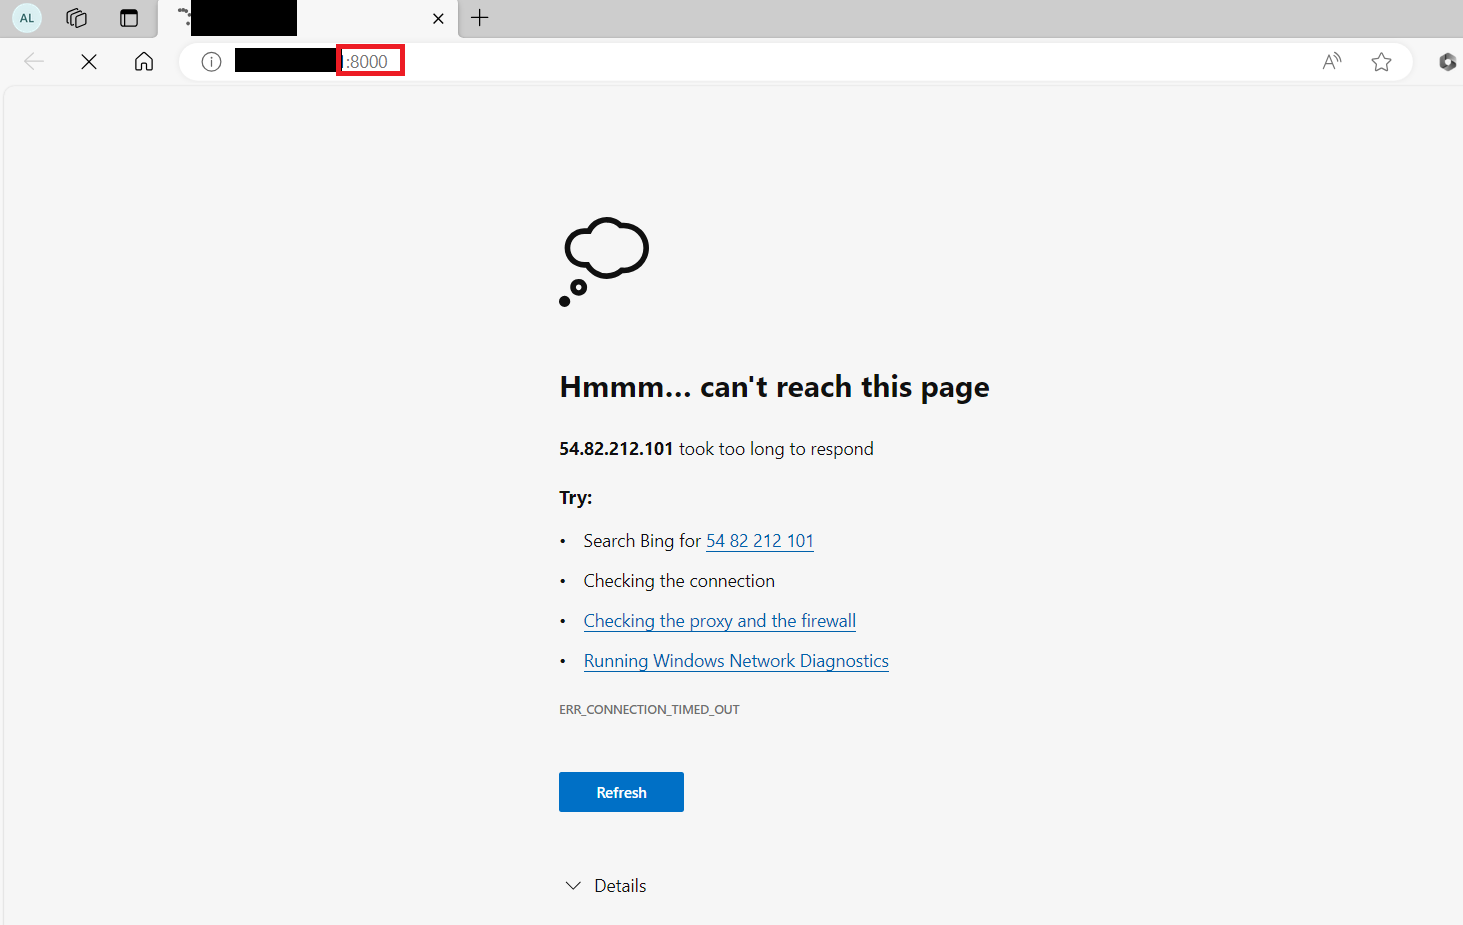 AL
:8000
A
Hmmm... can't reach this page
54.82.212.101 took too long to respond
Try:
• Search Bing for 54 82 212 101
• Checking the connection
• Checking the proxy and the firewall
• Running Windows Network Diagnostics
ERR_CONNECTION_TIMED_OUT
Refresh
Details